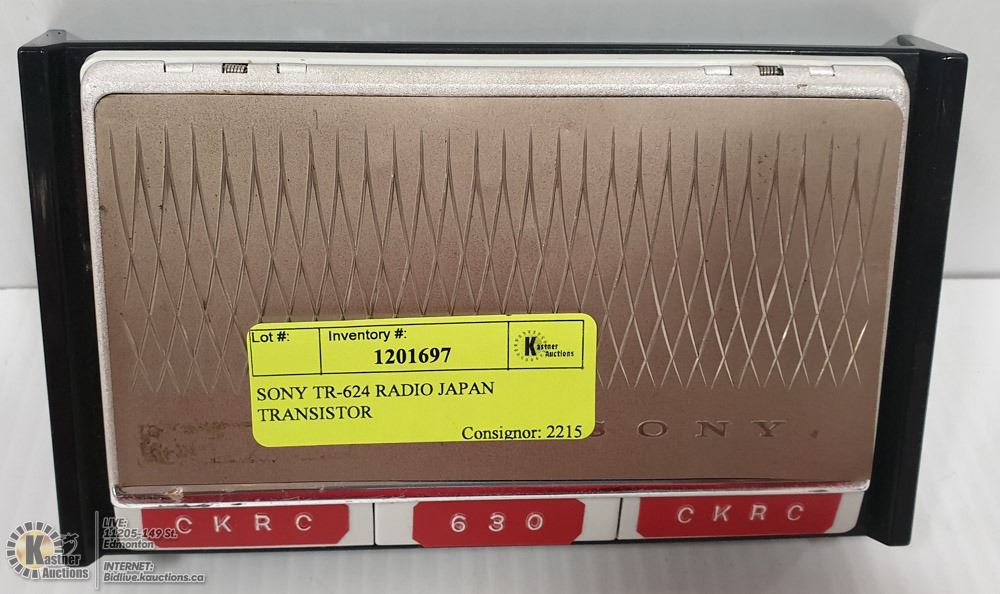 Lot #:
Inventory #:
1201697
Kastner
Auctions
SONY TR-624 RADIO JAPAN
TRANSISTOR
Consignor: 2215
SONY
CKRC
630
CKRC
Kastner
Auctions
LIVE:
11205-149 St.
Edmonton
INTERNET:
Bidlive.kauctions.ca